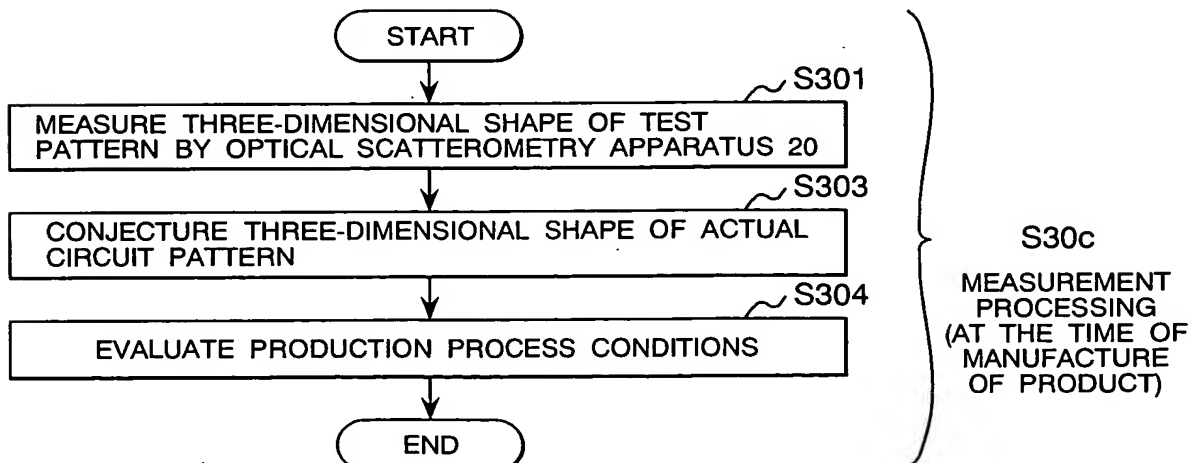 START
S301
MEASURE THREE-DIMENSIONAL SHAPE OF TEST
PATTERN BY OPTICAL SCATTEROMETRY APPARATUS 20
S303
CONJECTURE THREE-DIMENSIONAL SHAPE OF ACTUAL
CIRCUIT PATTERN
S304
EVALUATE PRODUCTION PROCESS CONDITIONS
END
S30c
MEASUREMENT
PROCESSING
(AT THE TIME OF
MANUFACTURE
OF PRODUCT)